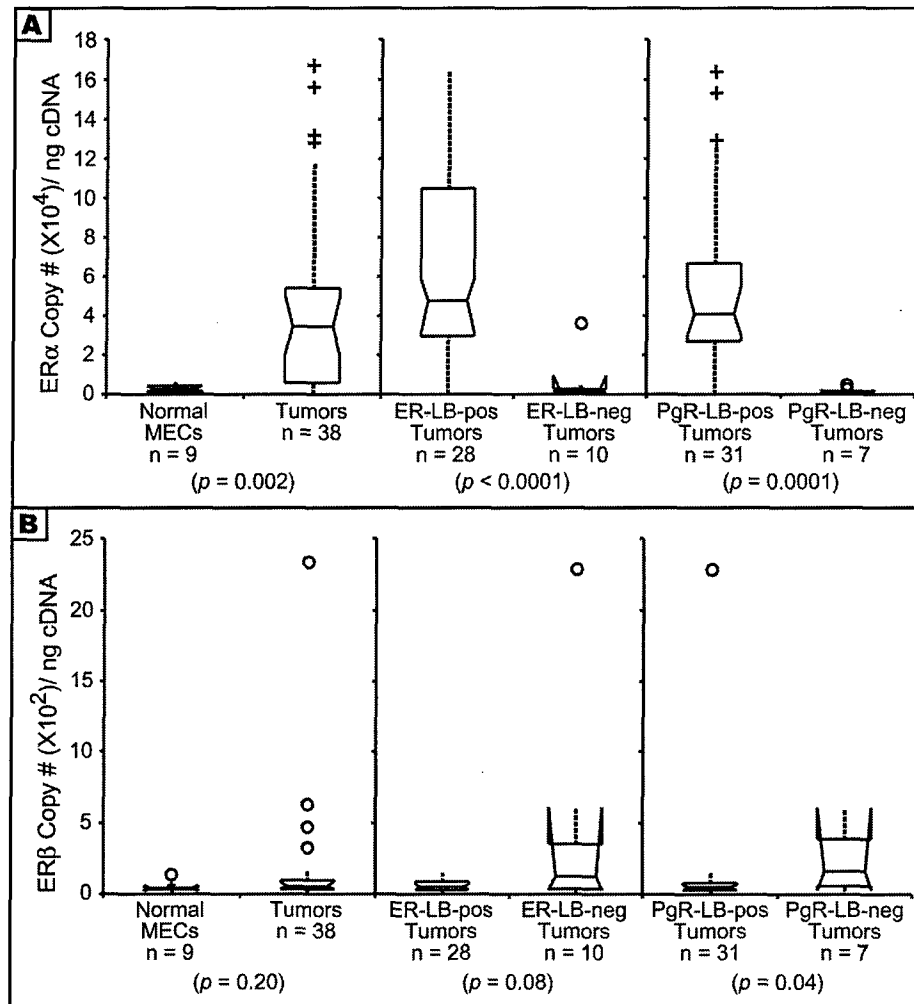 A
ERα Copy # (X10⁴)/ ng cDNA
18
16
14
12
10
8
6
4
2
0
Normal MECs n = 9
Tumors n = 38
ER-LB-pos Tumors n = 28
ER-LB-neg Tumors n = 10
PgR-LB-pos Tumors n = 31
PgR-LB-neg Tumors n = 7
(p = 0.002)
(p < 0.0001)
(p = 0.0001)
B
ERβ Copy # (X10²)/ ng cDNA
25
20
15
10
5
0
Normal MECs n = 9
Tumors n = 38
ER-LB-pos Tumors n = 28
ER-LB-neg Tumors n = 10
PgR-LB-pos Tumors n = 31
PgR-LB-neg Tumors n = 7
(p = 0.20)
(p = 0.08)
(p = 0.04)